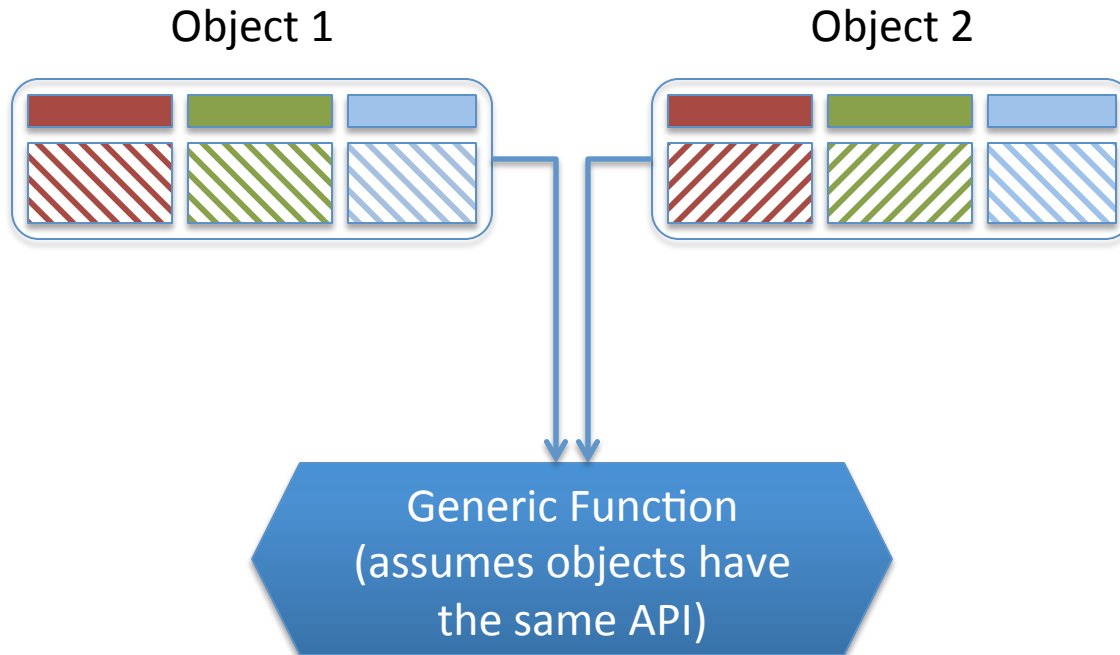 Object 1
Object 2
Generic Function
(assumes objects have
the same API)